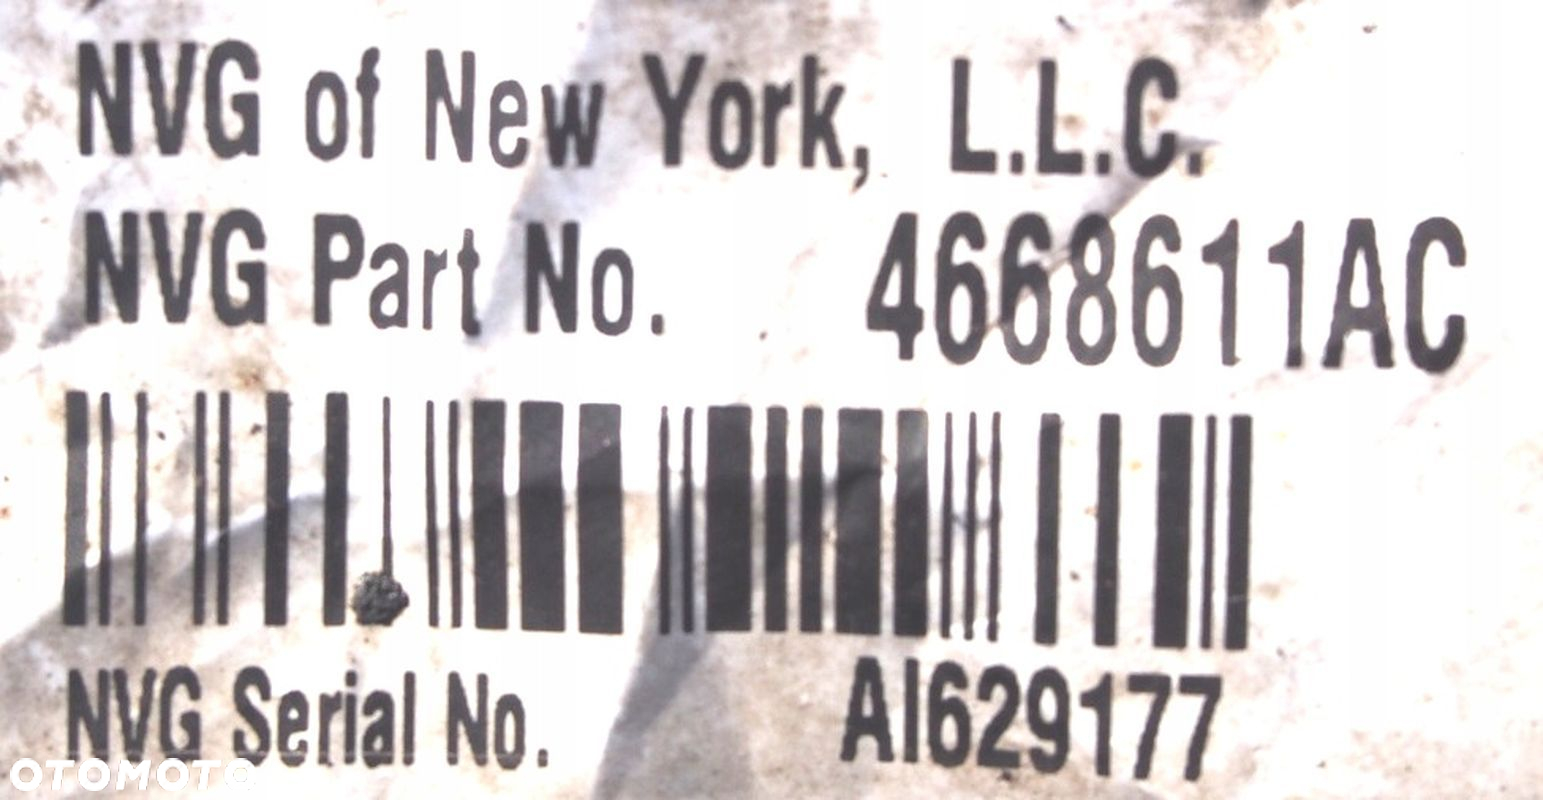 NVG of New York, L.L.C.
NVG Part No. 4668611AC
NVG Serial No. AI629177
OTOMOTO